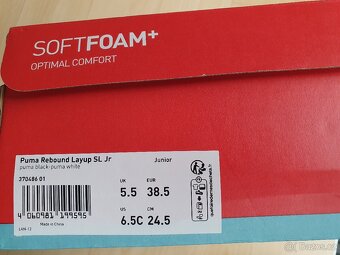 SOFTFOAM+
OPTIMAL COMFORT
Puma Rebound Layup SL Jr
puma black-puma white
Junior
370486 01
UK EUR
5.5 38.5
US CM
6.5C 24.5
4 060981 199595
Made in China